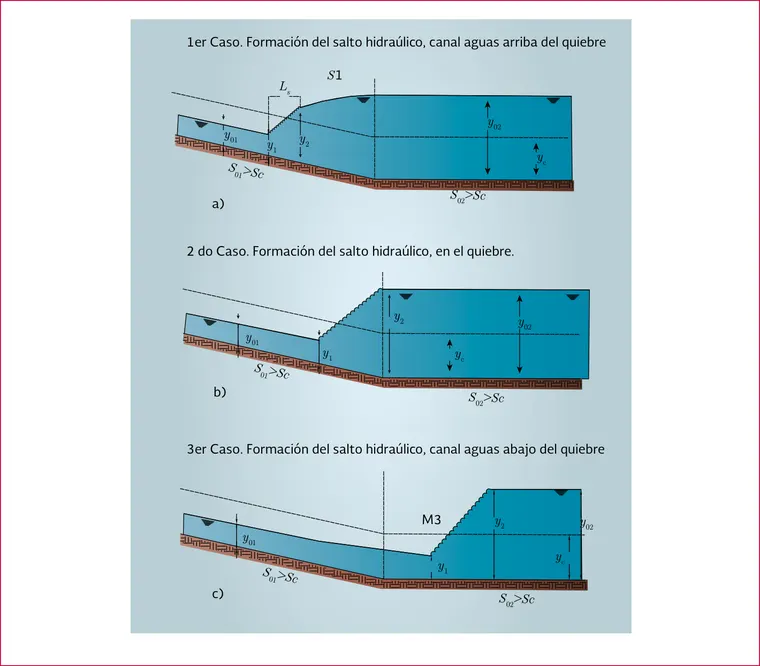 1er Caso. Formación del salto hidraúlico, canal aguas arriba del quiebre
S1
Ls
y01
y1
y2
y02
yc
S01>Sc
S02>Sc
a)
2 do Caso. Formación del salto hidraúlico, en el quiebre.
y01
y1
y2
y02
yc
S01>Sc
S02>Sc
b)
3er Caso. Formación del salto hidraúlico, canal aguas abajo del quiebre
M3
y01
y1
y2
y02
yc
S01>Sc
S02>Sc
c)